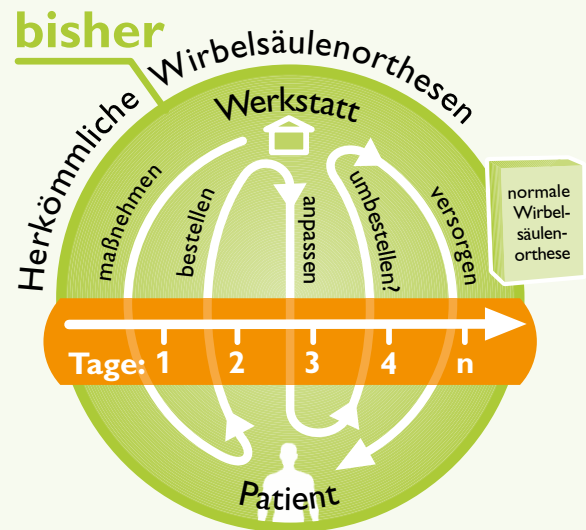 bisher
Herkömmliche Wirbelsäulenorthesen
Werkstatt
maßnehmen
bestellen
anpassen
umbestellen?
versorgen
normale
Wirbel-
säulen-
orthese
Tage: 1 2 3 4 n
Patient